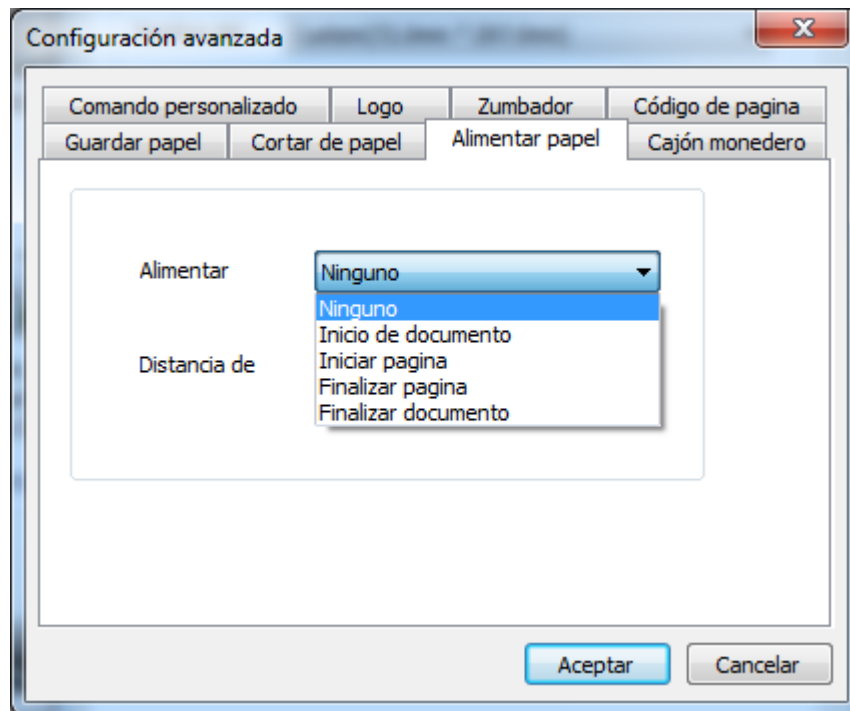 Configuración avanzada
Comando personalizado Logo Zumbador Código de pagina
Guardar papel Cortar de papel Alimentar papel Cajón monedero
Alimentar Ninguno
Ninguno
Inicio de documento
Distancia de Iniciar pagina
Finalizar pagina
Finalizar documento
Aceptar Cancelar